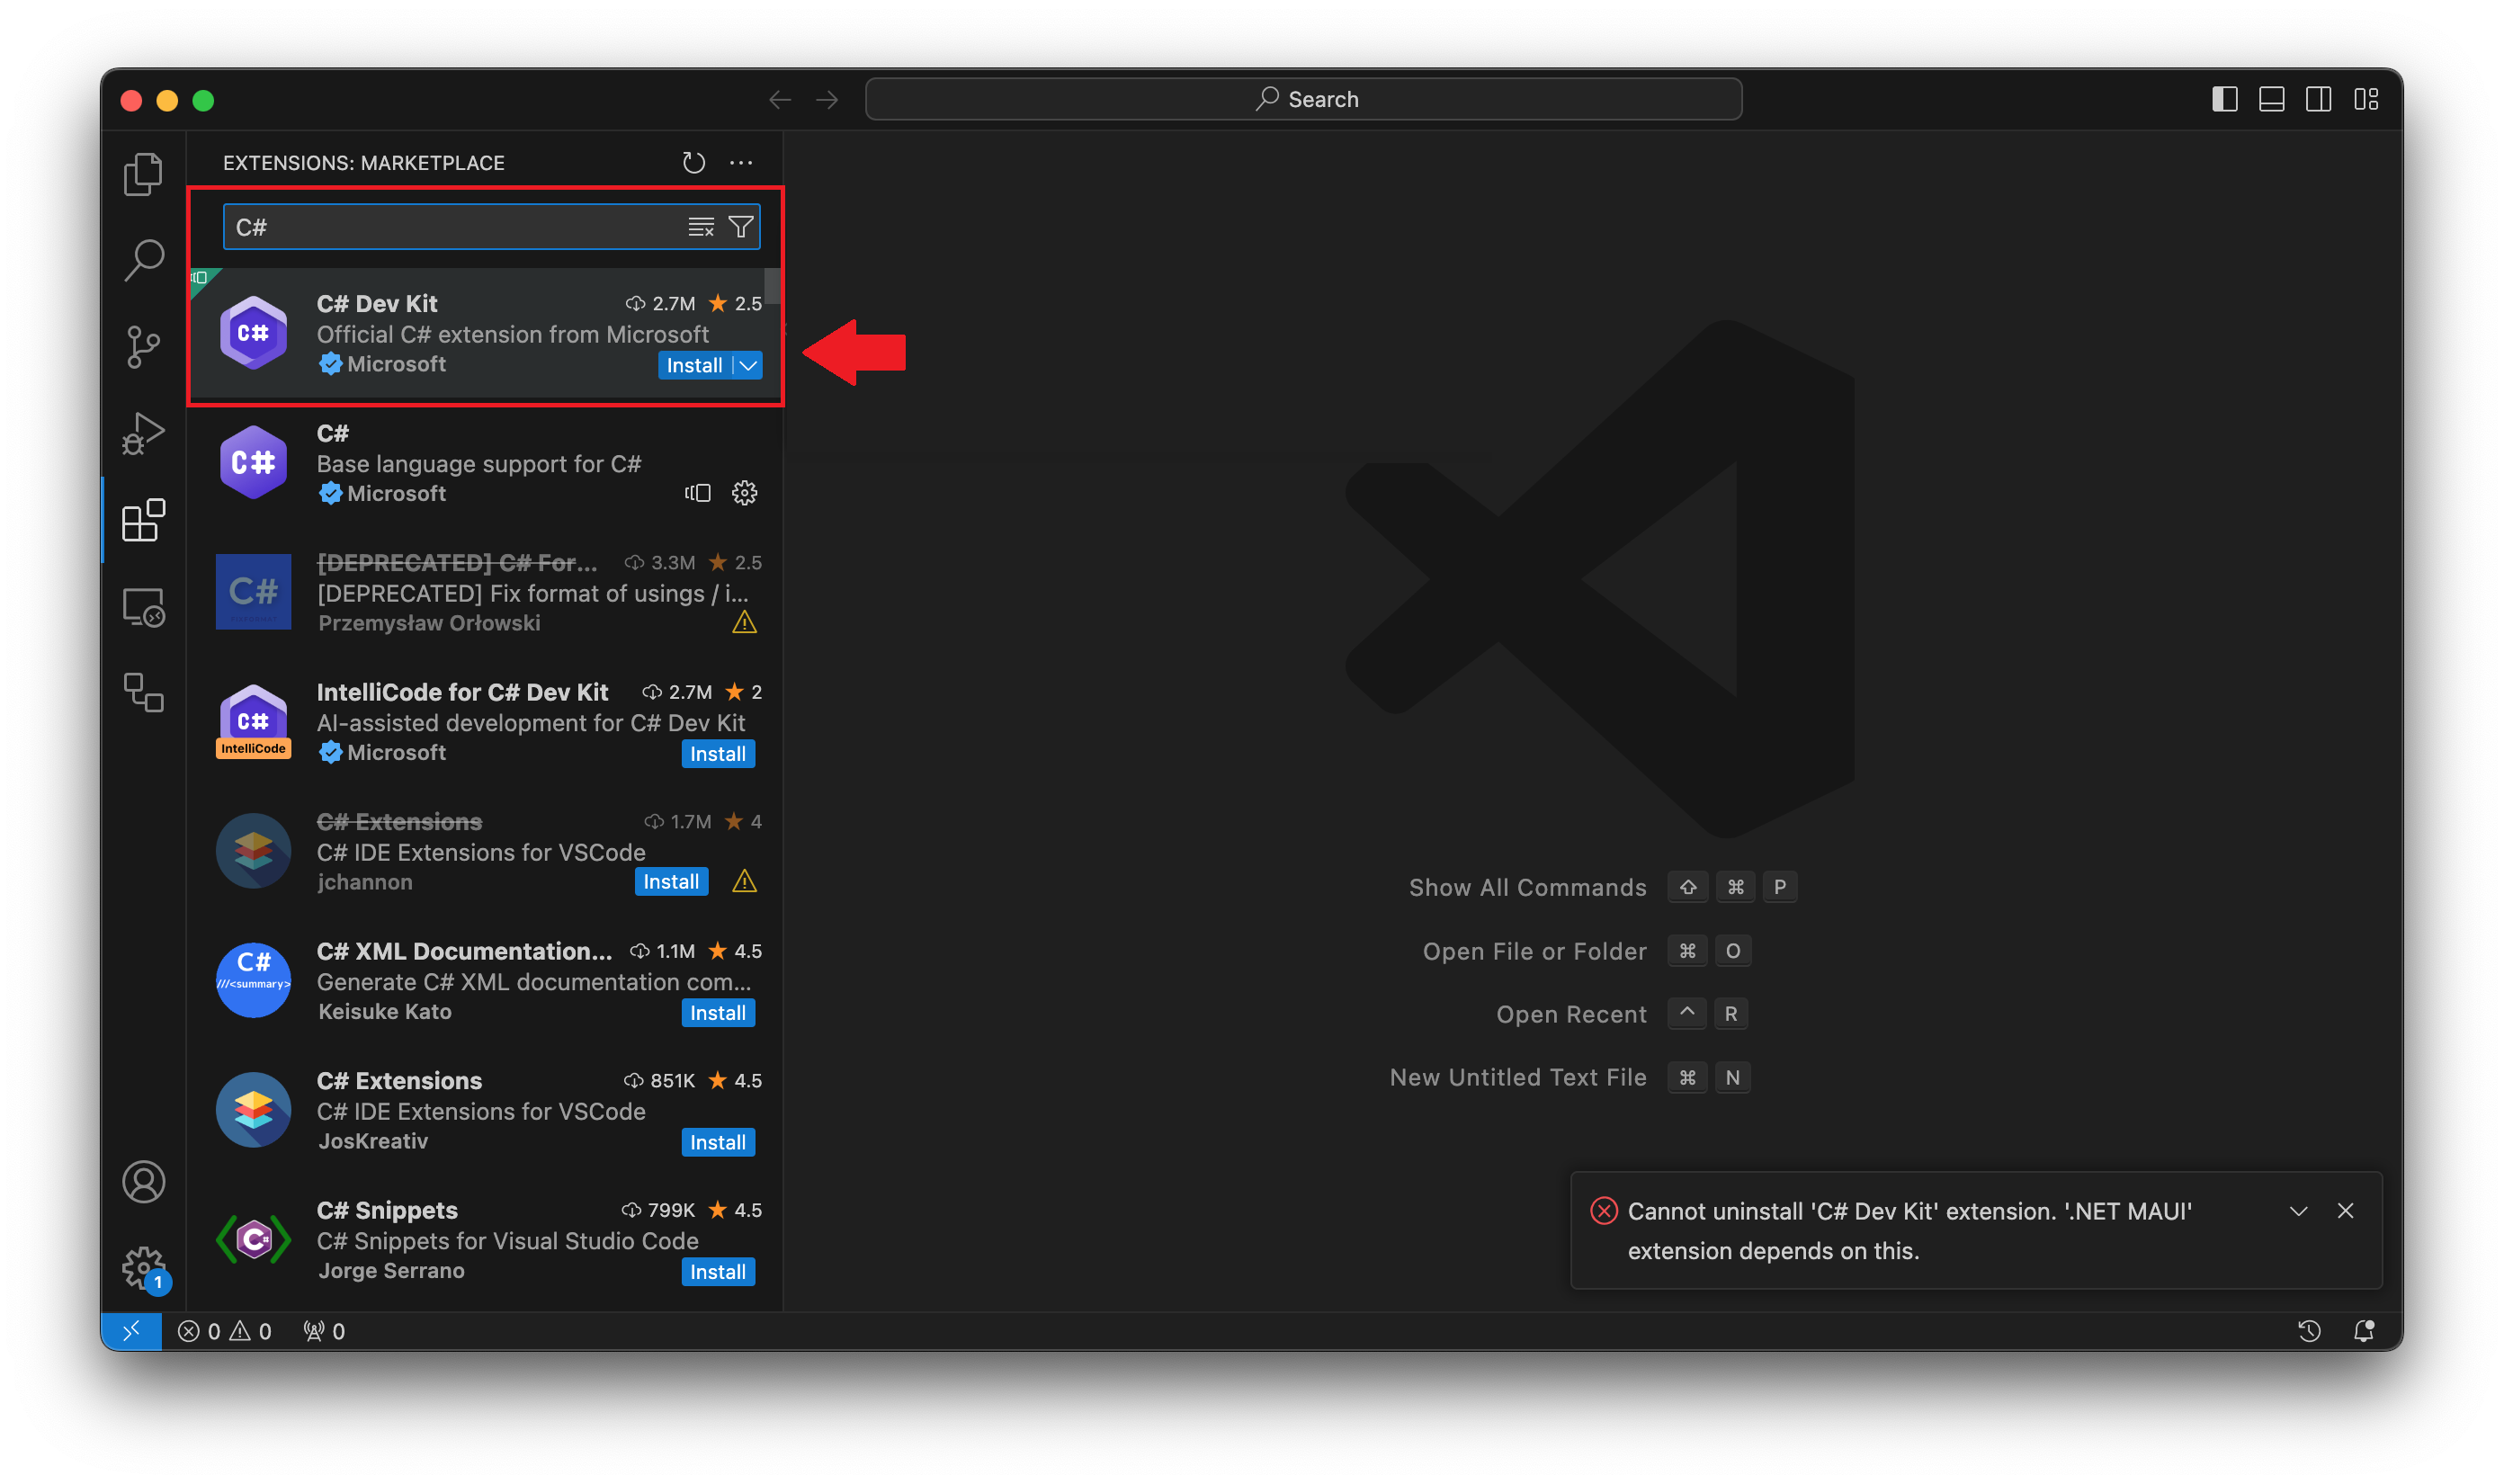 Search
EXTENSIONS: MARKETPLACE
C#
C# Dev Kit 2.7M 2.5
Official C# extension from Microsoft
Microsoft Install
C#
C#
Base language support for C#
Microsoft
C#
[DEPRECATED] C# For... 3.3M 2.5
[DEPRECATED] Fix format of usings / i...
Przemysław Orłowski
C#
IntelliCode for C# Dev Kit 2.7M 2
AI-assisted development for C# Dev Kit
Microsoft Install
C#
IntelliCode
C# Extensions 1.7M 4
C# IDE Extensions for VSCode
jchannon Install
C# XML Documentation... 1.1M 4.5
Generate C# XML documentation com...
Keisuke Kato Install
C#
///<summary>
C# Extensions 851K 4.5
C# IDE Extensions for VSCode
JosKreativ Install
C# Snippets 799K 4.5
C# Snippets for Visual Studio Code
Jorge Serrano Install
C#
Show All Commands ⇧ ⌘ P
Open File or Folder ⌘ O
Open Recent ^ R
New Untitled Text File ⌘ N
Cannot uninstall 'C# Dev Kit' extension. '.NET MAUI'
extension depends on this.
1
0 0 0